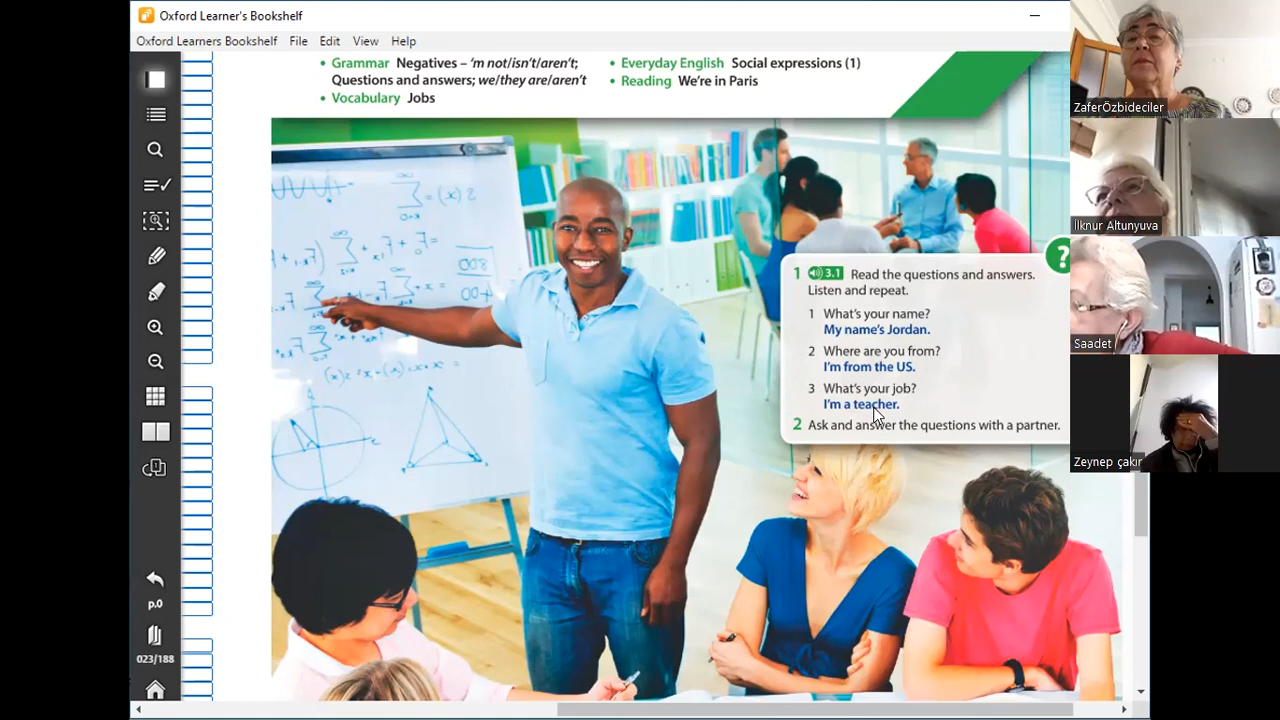 Oxford Learner's Bookshelf
Oxford Learners Bookshelf File Edit View Help
• Grammar Negatives – 'm not/isn't/aren't;
Questions and answers; we/they are/aren't
• Vocabulary Jobs
• Everyday English Social expressions (1)
• Reading We're in Paris
?
1 3.1 Read the questions and answers.
Listen and repeat.
1 What's your name?
My name's Jordan.
2 Where are you from?
I'm from the US.
3 What's your job?
I'm a teacher.
2 Ask and answer the questions with a partner.
p.0
023/188
ZaferÖzbideciler
İlknur Altunyuva
Saadet
Zeynep çakır